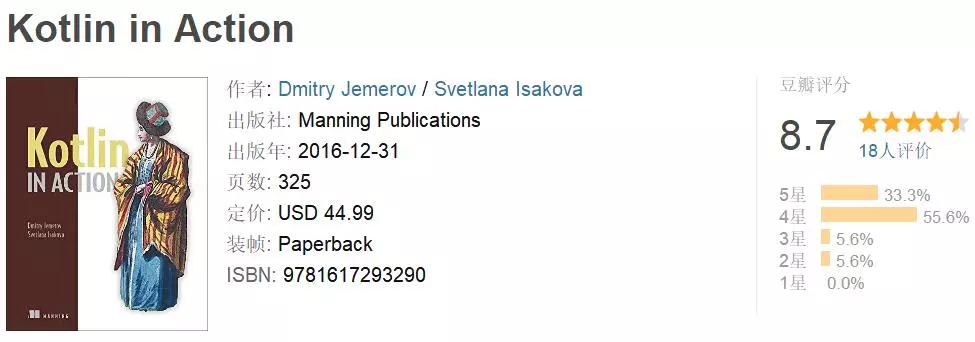 Kotlin in Action
Kotlin
IN ACTION
Dmitry Jemerov
Svetlana Isakova
MANNING
作者: Dmitry Jemerov / Svetlana Isakova
出版社: Manning Publications
出版年: 2016-12-31
页数: 325
定价: USD 44.99
装帧: Paperback
ISBN: 9781617293290
豆瓣评分
8.7
18人评价
5星 33.3%
4星 55.6%
3星 5.6%
2星 5.6%
1星 0.0%